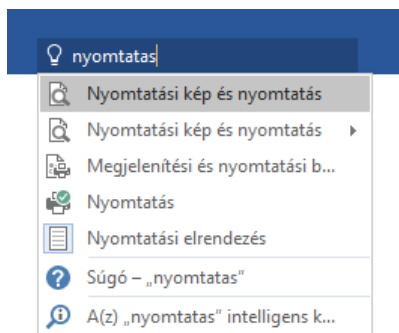 nyomtatas
Nyomtatási kép és nyomtatás
Nyomtatási kép és nyomtatás
Megjelenítési és nyomtatási b...
Nyomtatás
Nyomtatási elrendezés
Súgó – „nyomtatas”
A(z) „nyomtatas” intelligens k...